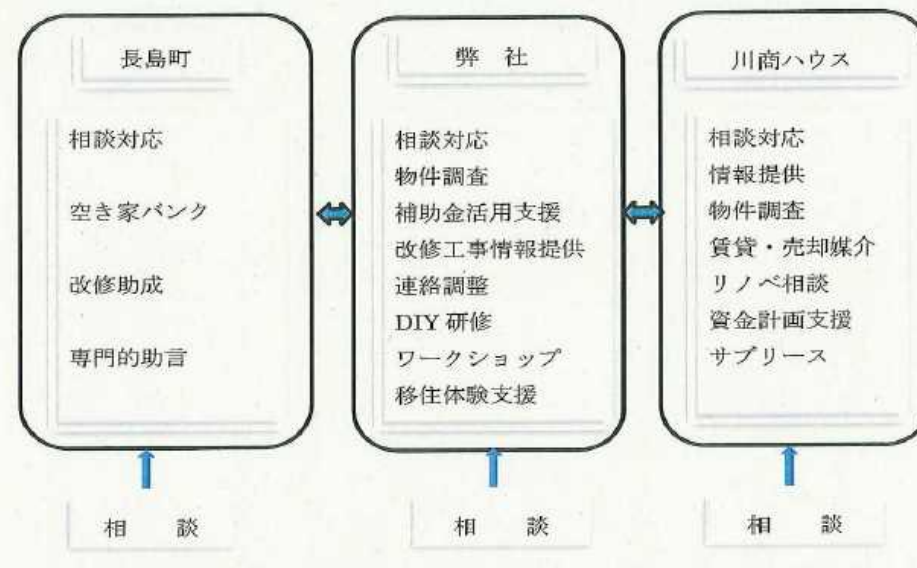 長島町
相談対応
空き家バンク
改修助成
専門的助言
相 談
弊 社
相談対応
物件調査
補助金活用支援
改修工事情報提供
連絡調整
DIY 研修
ワークショップ
移住体験支援
相 談
川商ハウス
相談対応
情報提供
物件調査
賃貸・売却媒介
リノベ相談
資金計画支援
サブリース
相 談